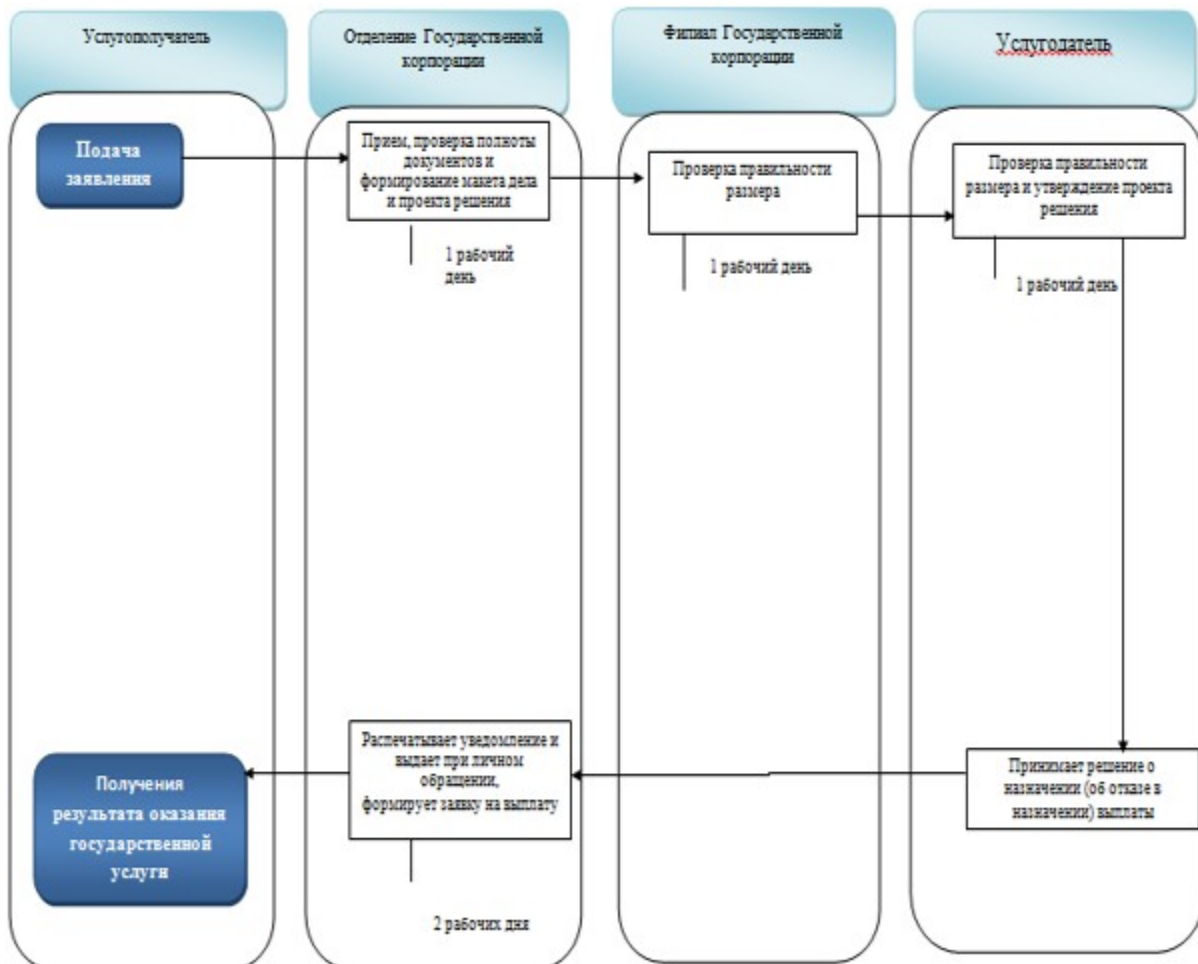 Услугополучатель
Отделение Государственной
корпорации
Филиал Государственной
корпорации
Услугодатель
Подача
заявления
Прием, проверка полноты
документов и
формирование макета дела
и проекта решения
1 рабочий
день
Проверка правильности
размера
1 рабочий день
Проверка правильности
размера и утверждение проекта
решения
1 рабочий день
Получения
результата оказания
государственной
услуги
Распечатывает уведомление и
выдает при личном
обращении,
формирует заявку на выплату
2 рабочих дня
Принимает решение о
назначении (об отказе в
назначении) выплаты